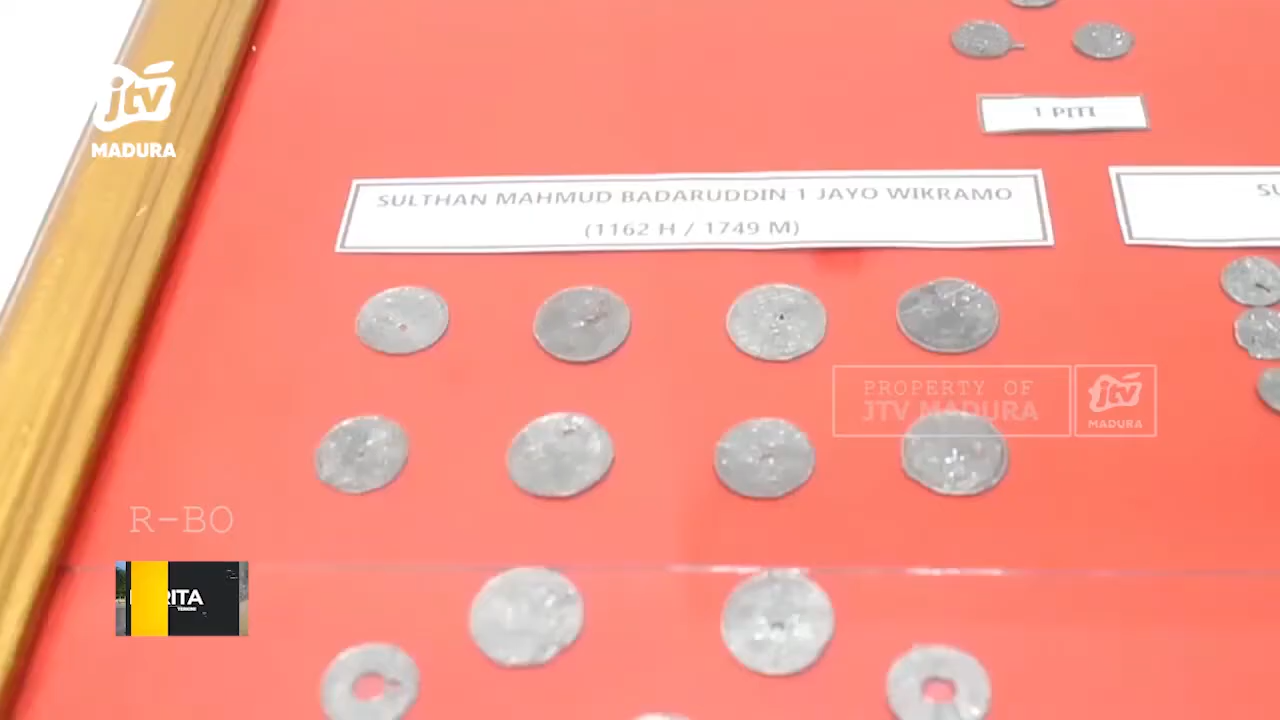 jtv
MADURA
1 PITI
SULTHAN MAHMUD BADARUDDIN 1 JAYO WIKRAMO
(1162 H / 1749 M)
SU
PROPERTY OF
JTV MADURA
jtv
MADURA
R-BO
RITA